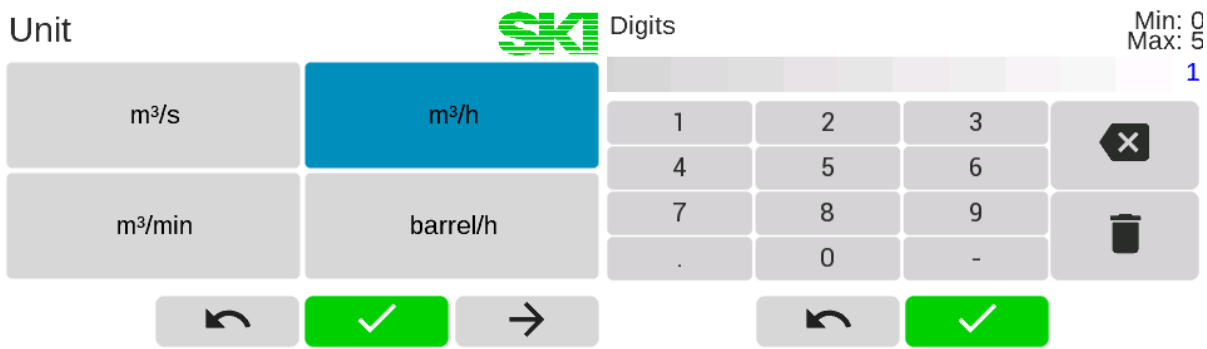 Unit
SKI
m³/s
m³/h
m³/min
barrel/h
Digits
Min: 0
Max: 5
1
1 2 3
4 5 6
7 8 9
. 0 -